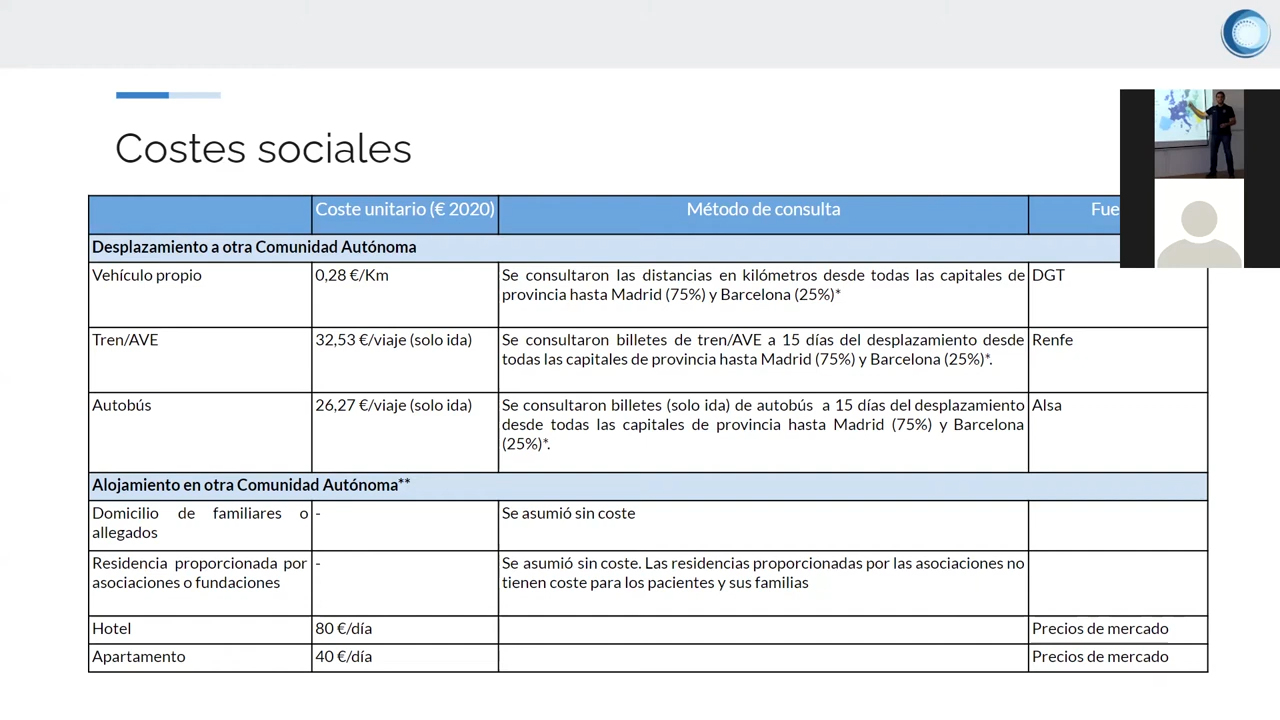 Costes sociales
Coste unitario (€ 2020) Método de consulta
Desplazamiento a otra Comunidad Autónoma
Vehículo propio 0,28 €/Km Se consultaron las distancias en kilómetros desde todas las capitales de DGT
provincia hasta Madrid (75%) y Barcelona (25%)*
Tren/AVE 32,53 €/viaje (solo ida) Se consultaron billetes de tren/AVE a 15 días del desplazamiento desde Renfe
todas las capitales de provincia hasta Madrid (75%) y Barcelona (25%)*.
Autobús 26,27 €/viaje (solo ida) Se consultaron billetes (solo ida) de autobús a 15 días del desplazamiento Alsa
desde todas las capitales de provincia hasta Madrid (75%) y Barcelona
(25%)*.
Alojamiento en otra Comunidad Autónoma**
Domicilio de familiares o - Se asumió sin coste
allegados
Residencia proporcionada por - Se asumió sin coste. Las residencias proporcionadas por las asociaciones no
asociaciones o fundaciones tienen coste para los pacientes y sus familias
Hotel 80 €/día Precios de mercado
Apartamento 40 €/día Precios de mercado